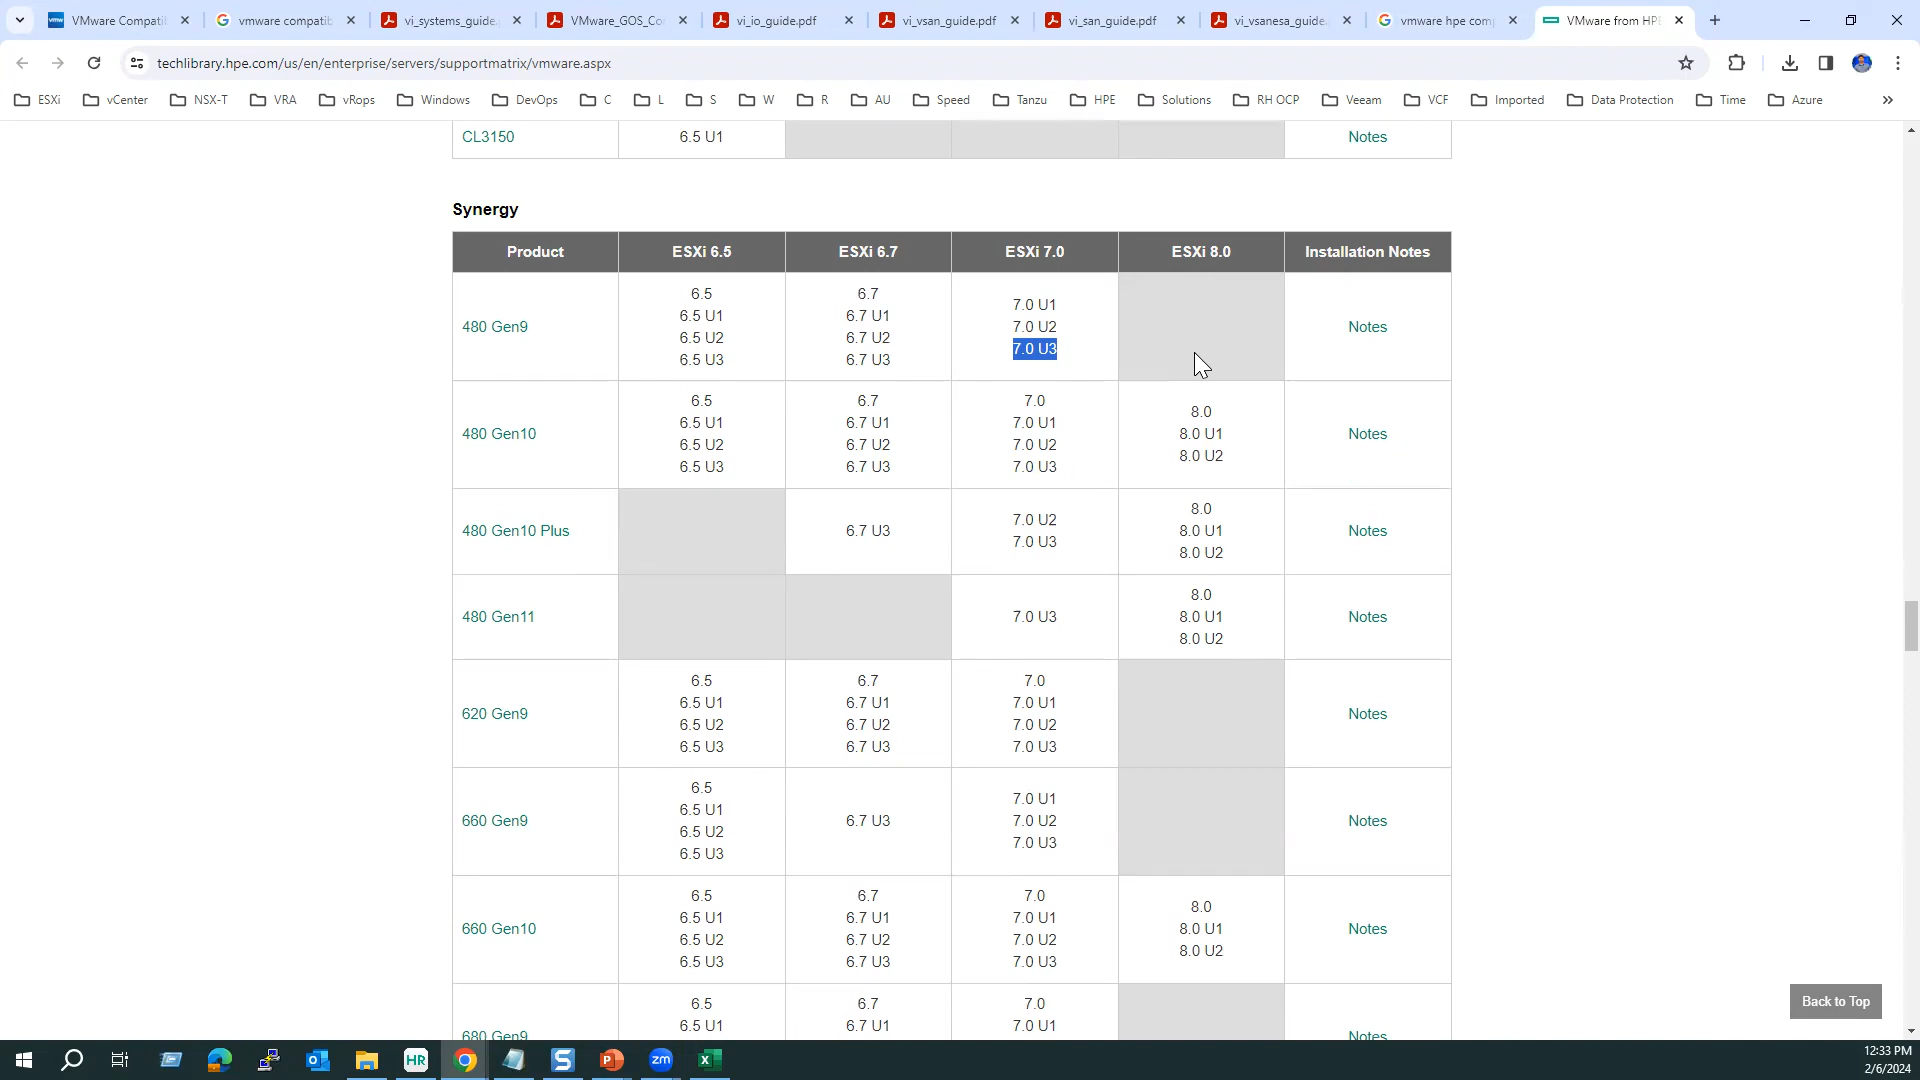 VMware Compati
vmware compatib
vi_systems_guide.
VMware_GOS_Co
vi_io_guide.pdf
vi_vsan_guide.pdf
vi_san_guide.pdf
vi_vsanesa_guide.
vmware hpe com
VMware from HPE
techlibrary.hpe.com/us/en/enterprise/servers/supportmatrix/vmware.aspx
ESXi vCenter NSX-T VRA vRops Windows DevOps C L S W R AU Speed Tanzu HPE Solutions RH OCP Veeam VCF Imported Data Protection Time Azure »
CL3150 6.5 U1 Notes
Synergy
Product ESXi 6.5 ESXi 6.7 ESXi 7.0 ESXi 8.0 Installation Notes
480 Gen9
6.5
6.5 U1
6.5 U2
6.5 U3
6.7
6.7 U1
6.7 U2
6.7 U3
7.0 U1
7.0 U2
7.0 U3
Notes
480 Gen10
6.5
6.5 U1
6.5 U2
6.5 U3
6.7
6.7 U1
6.7 U2
6.7 U3
7.0
7.0 U1
7.0 U2
7.0 U3
8.0
8.0 U1
8.0 U2
Notes
480 Gen10 Plus
6.7 U3
7.0 U2
7.0 U3
8.0
8.0 U1
8.0 U2
Notes
480 Gen11
7.0 U3
8.0
8.0 U1
8.0 U2
Notes
620 Gen9
6.5
6.5 U1
6.5 U2
6.5 U3
6.7
6.7 U1
6.7 U2
6.7 U3
7.0
7.0 U1
7.0 U2
7.0 U3
Notes
660 Gen9
6.5
6.5 U1
6.5 U2
6.5 U3
6.7 U3
7.0 U1
7.0 U2
7.0 U3
Notes
660 Gen10
6.5
6.5 U1
6.5 U2
6.5 U3
6.7
6.7 U1
6.7 U2
6.7 U3
7.0
7.0 U1
7.0 U2
7.0 U3
8.0
8.0 U1
8.0 U2
Notes
680 Gen9
6.5
6.5 U1
6.7
6.7 U1
7.0
7.0 U1
Notes
Back to Top
12:33 PM
2/6/2024